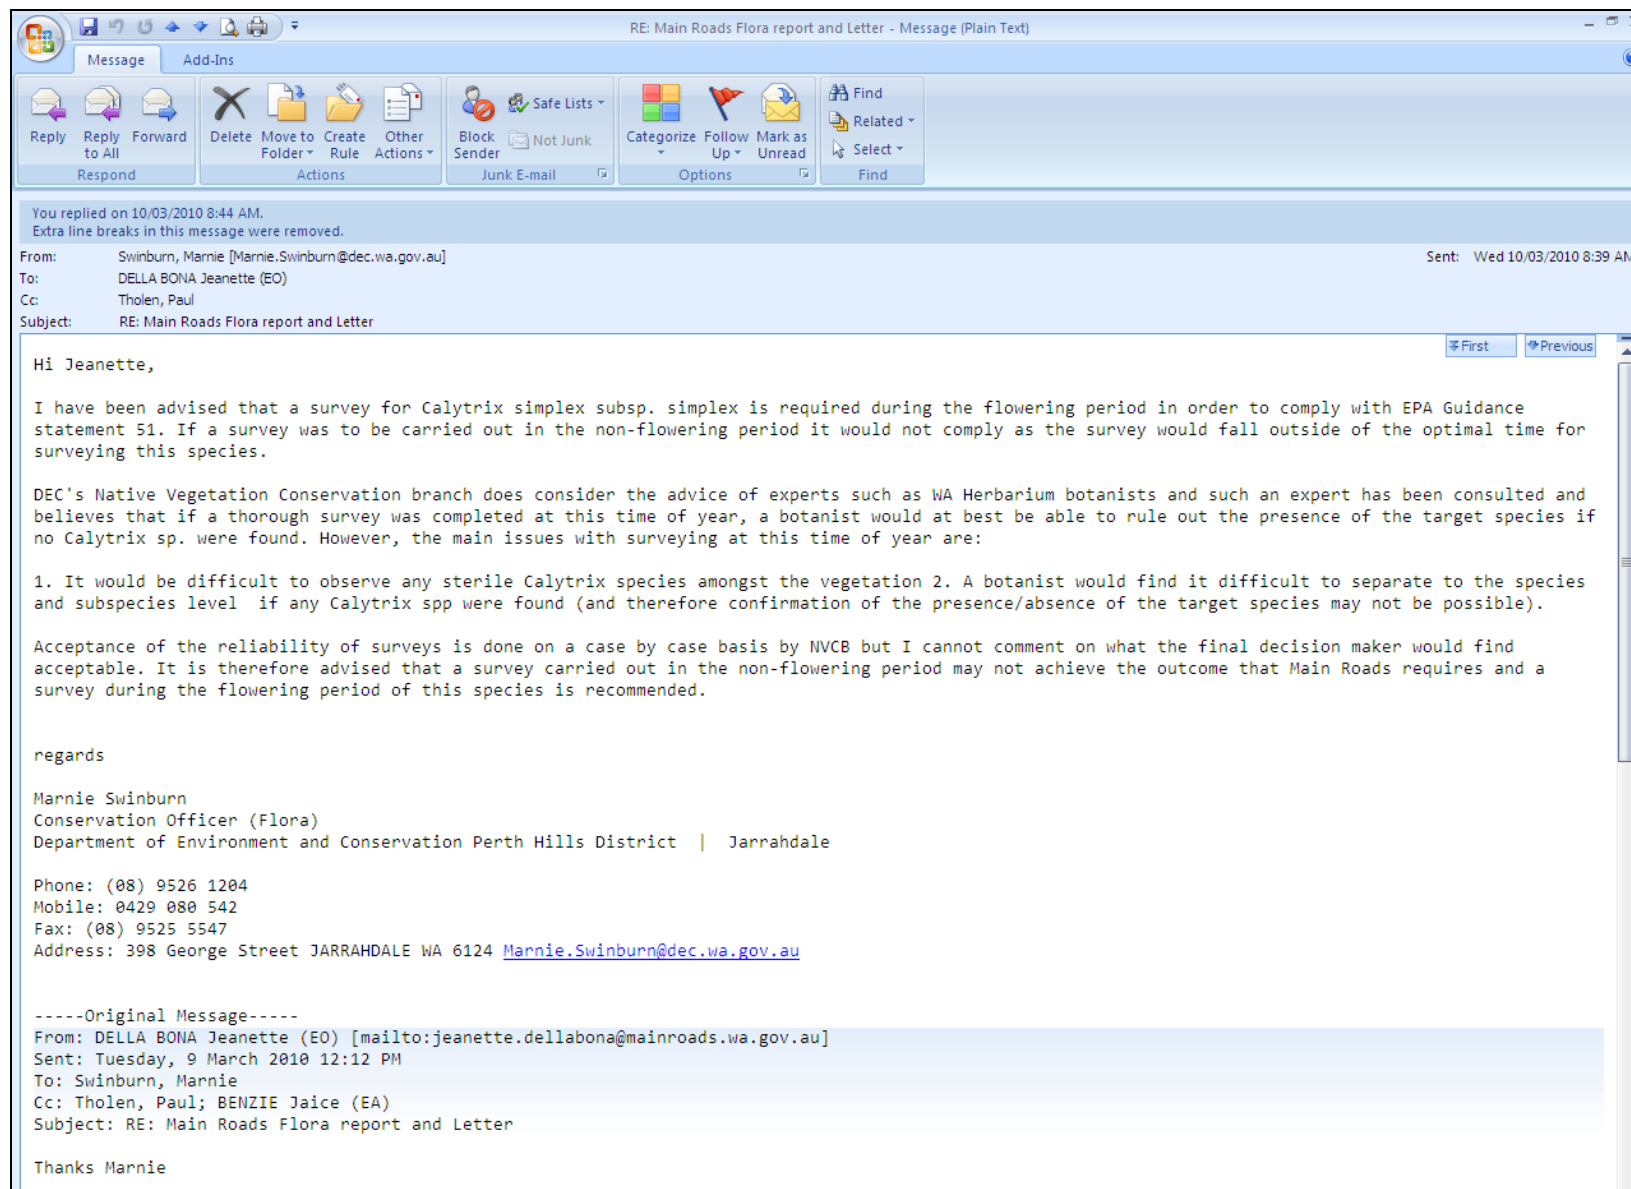 RE: Main Roads Flora report and Letter - Message (Plain Text)
Message Add-Ins
Reply
Reply to All
Forward
Delete
Move to Folder
Create Rule
Other Actions
Block Sender
Safe Lists
Not Junk
Categorize
Follow Up
Mark as Unread
Find
Related
Select
Respond
Actions
Junk E-mail
Options
Find
You replied on 10/03/2010 8:44 AM.
Extra line breaks in this message were removed.
From: Swinburn, Marnie [Marnie.Swinburn@dec.wa.gov.au]
Sent: Wed 10/03/2010 8:39 AM
To: DELLA BONA Jeanette (EO)
Cc: Tholen, Paul
Subject: RE: Main Roads Flora report and Letter
First Previous
Hi Jeanette,
I have been advised that a survey for Calytrix simplex subsp. simplex is required during the flowering period in order to comply with EPA Guidance
statement 51. If a survey was to be carried out in the non-flowering period it would not comply as the survey would fall outside of the optimal time for
surveying this species.
DEC's Native Vegetation Conservation branch does consider the advice of experts such as WA Herbarium botanists and such an expert has been consulted and
believes that if a thorough survey was completed at this time of year, a botanist would at best be able to rule out the presence of the target species if
no Calytrix sp. were found. However, the main issues with surveying at this time of year are:
1. It would be difficult to observe any sterile Calytrix species amongst the vegetation 2. A botanist would find it difficult to separate to the species
and subspecies level  if any Calytrix spp were found (and therefore confirmation of the presence/absence of the target species may not be possible).
Acceptance of the reliability of surveys is done on a case by case basis by NVCB but I cannot comment on what the final decision maker would find
acceptable. It is therefore advised that a survey carried out in the non-flowering period may not achieve the outcome that Main Roads requires and a
survey during the flowering period of this species is recommended.
regards
Marnie Swinburn
Conservation Officer (Flora)
Department of Environment and Conservation Perth Hills District  |  Jarrahdale
Phone: (08) 9526 1204
Mobile: 0429 080 542
Fax: (08) 9525 5547
Address: 398 George Street JARRAHDALE WA 6124 Marnie.Swinburn@dec.wa.gov.au
-----Original Message-----
From: DELLA BONA Jeanette (EO) [mailto:jeanette.dellabona@mainroads.wa.gov.au]
Sent: Tuesday, 9 March 2010 12:12 PM
To: Swinburn, Marnie
Cc: Tholen, Paul; BENZIE Jaice (EA)
Subject: RE: Main Roads Flora report and Letter
Thanks Marnie